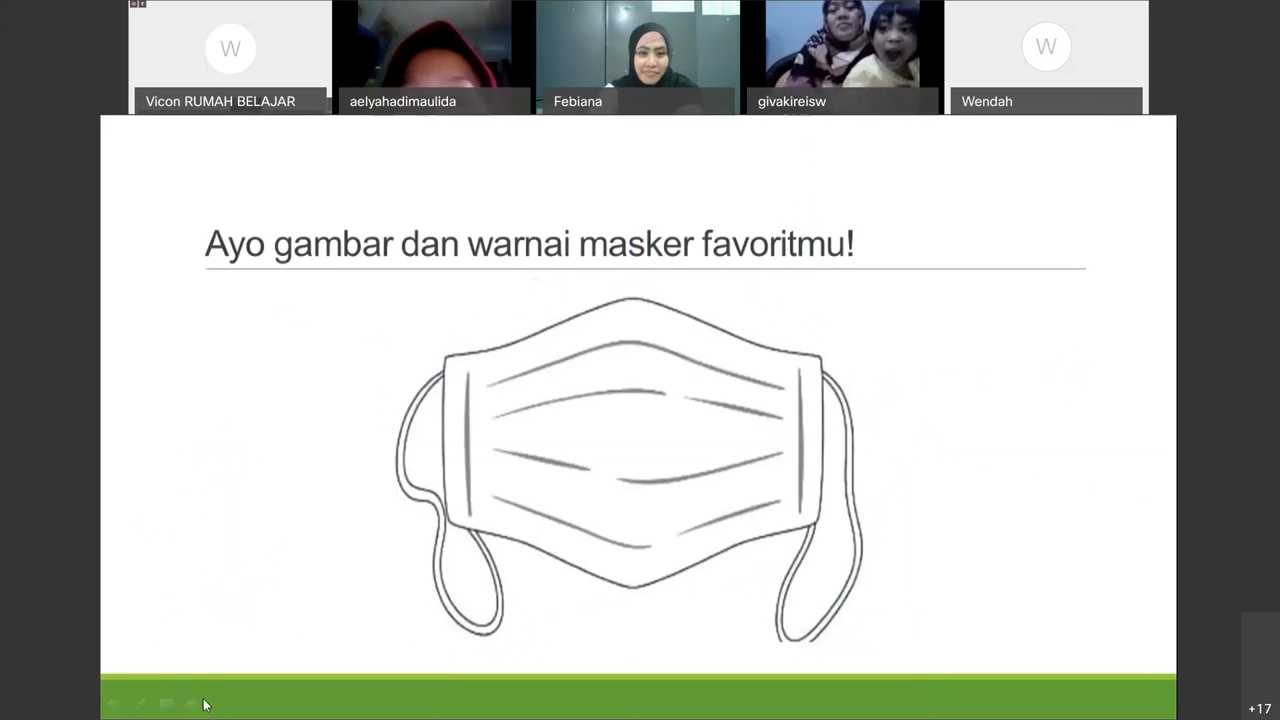 W
W
Vicon RUMAH BELAJAR
aelyahadimaulida
Febiana
givakireisw
Wendah
Ayo gambar dan warnai masker favoritmu!
+17